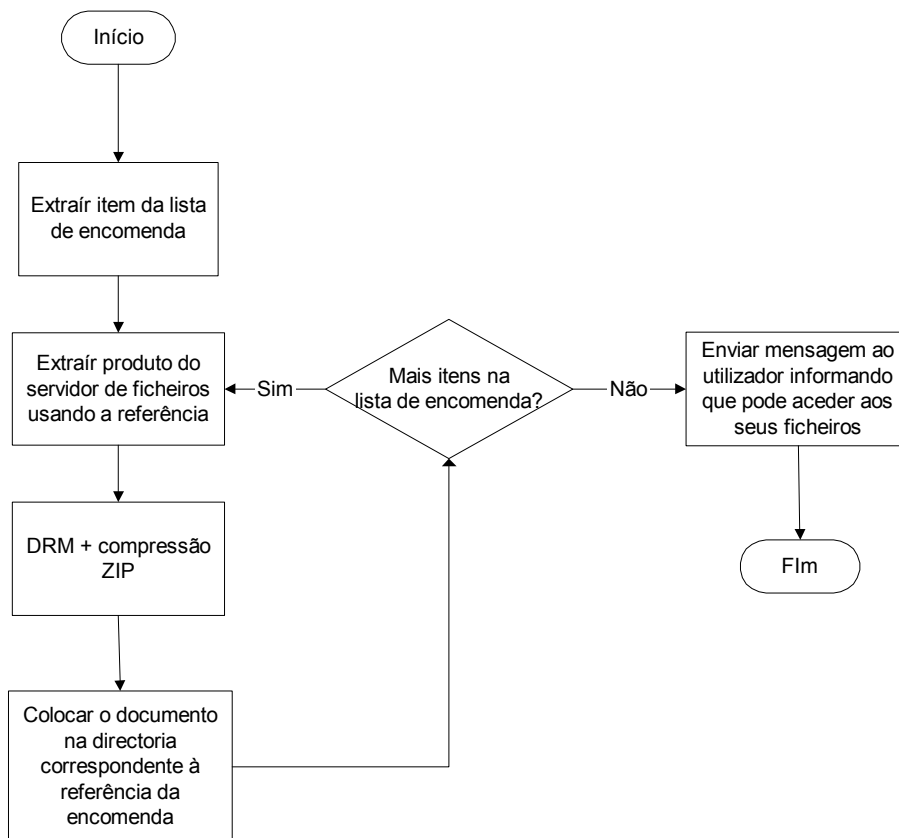 Início
Extraír item da lista
de encomenda
Extraír produto do
servidor de ficheiros
usando a referência
DRM + compressão
ZIP
Colocar o documento
na directoria
correspondente à
referência da
encomenda
Sim
Mais itens na
lista de encomenda?
Não
Enviar mensagem ao
utilizador informando
que pode aceder aos
seus ficheiros
FIm